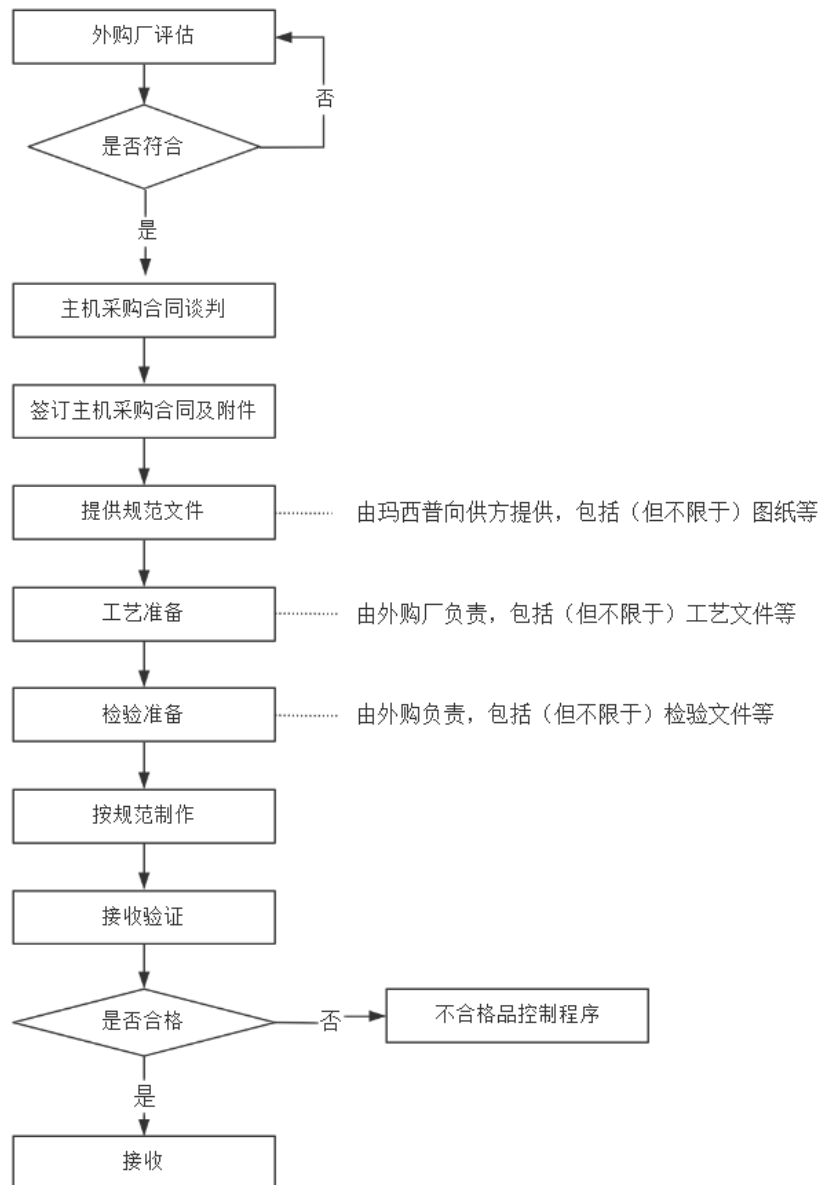 外购厂评估
否
是否符合
是
主机采购合同谈判
签订主机采购合同及附件
提供规范文件
由玛西普向供方提供，包括（但不限于）图纸等
工艺准备
由外购厂负责，包括（但不限于）工艺文件等
检验准备
由外购负责，包括（但不限于）检验文件等
按规范制作
接收验证
是否合格
否
不合格品控制程序
是
接收